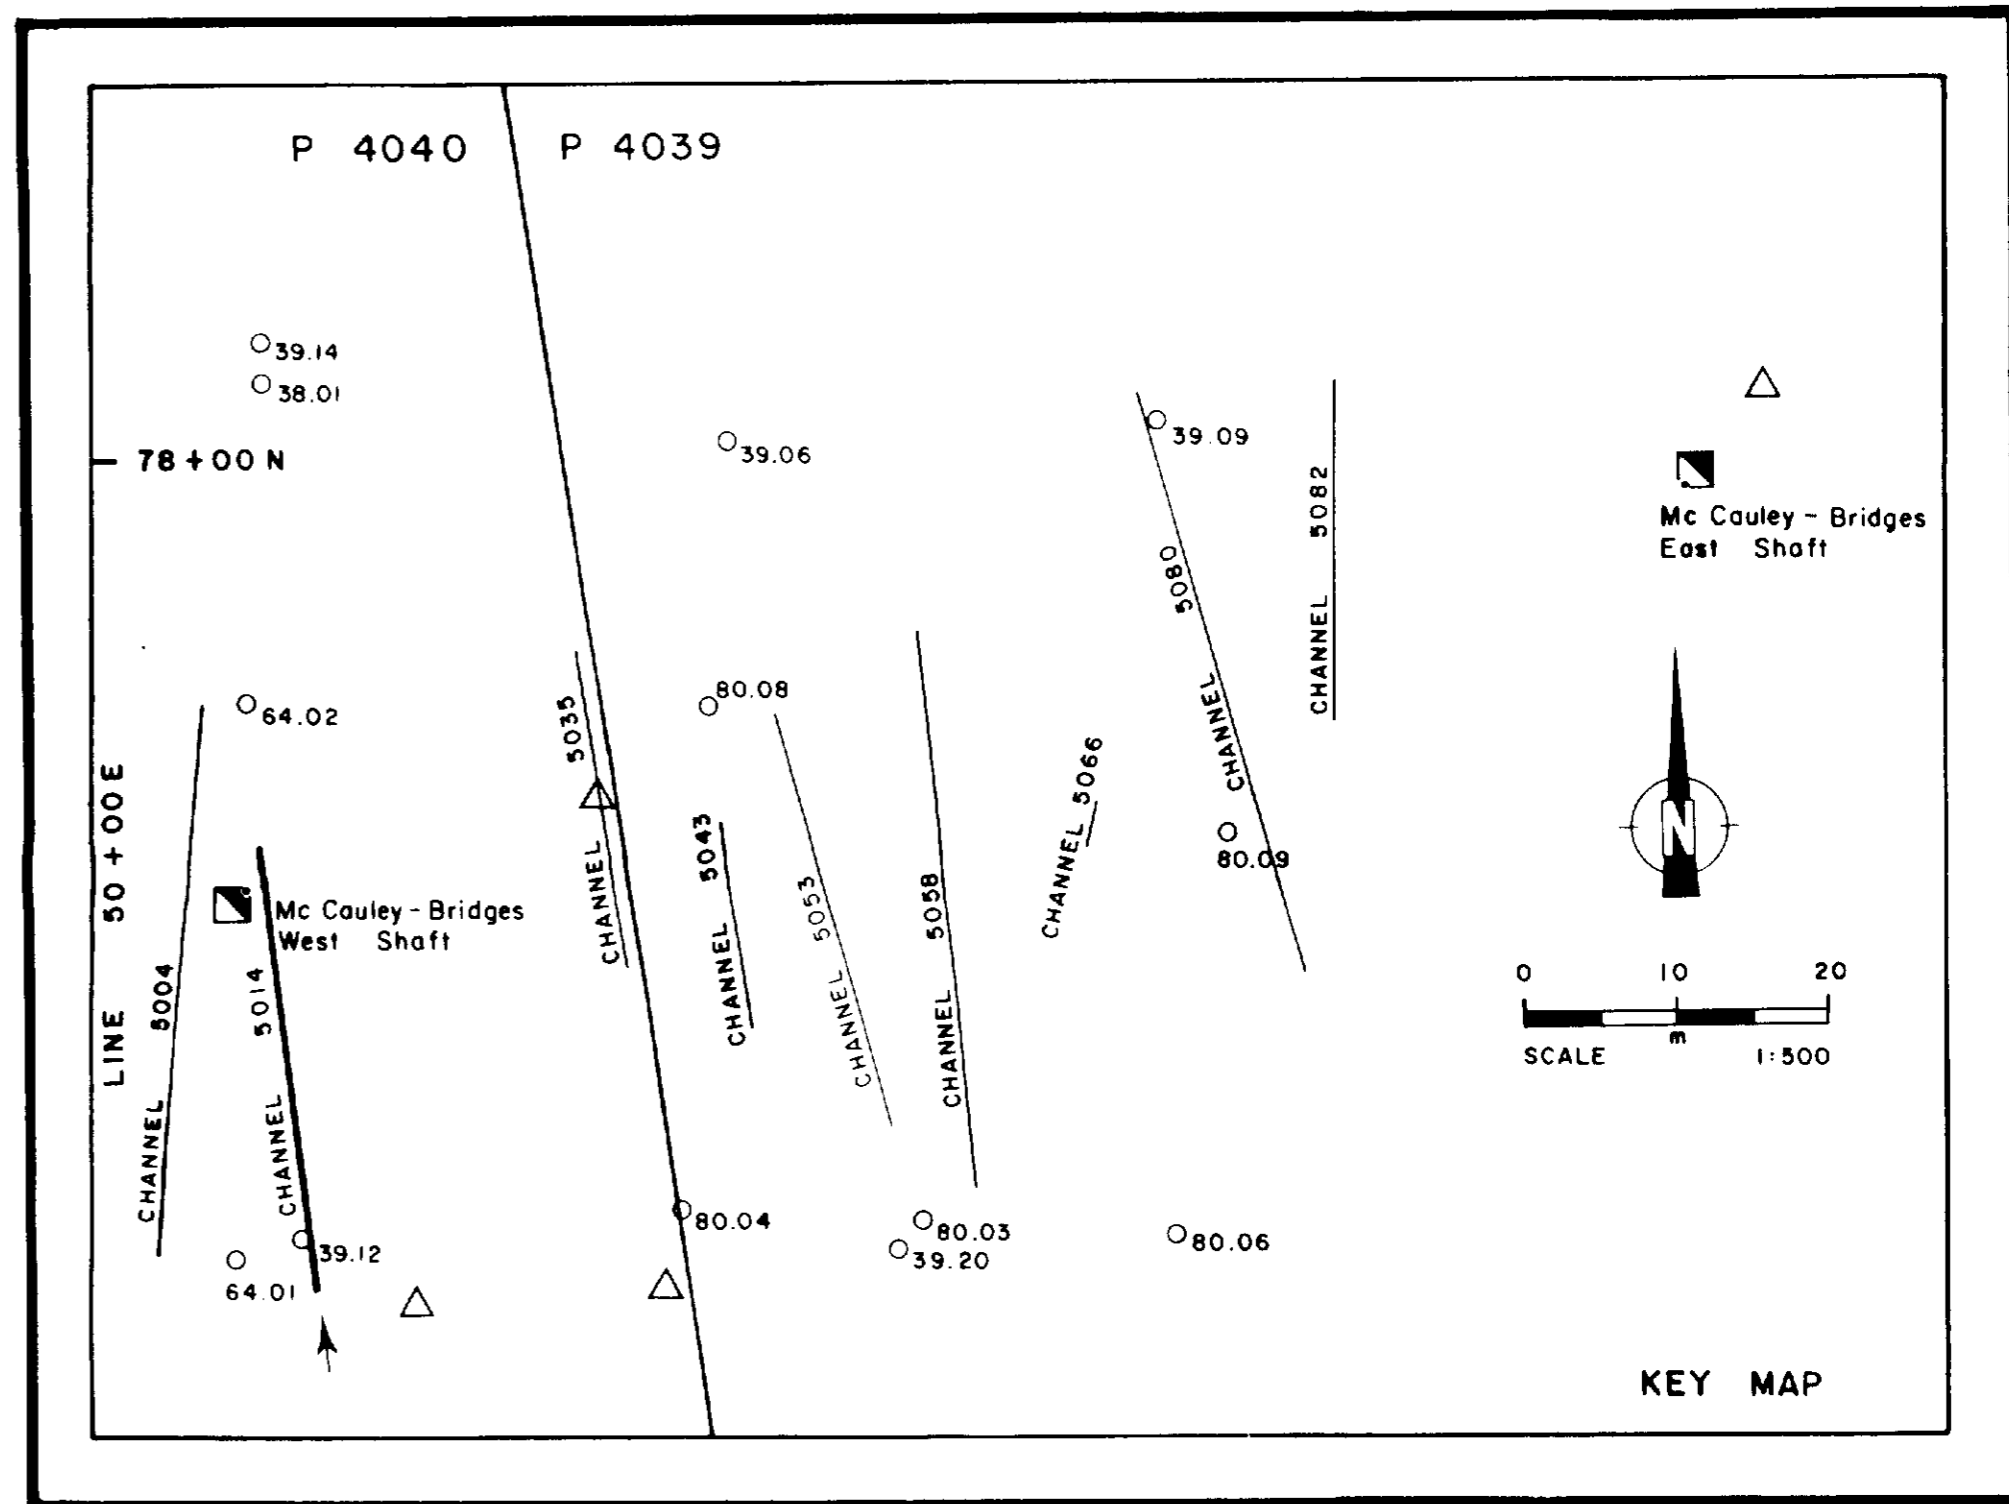 P 4040
P 4039
39.14
38.01
39.06
39.09
78+00 N
Mc Cauley - Bridges
East Shaft
CHANNEL 5082
CHANNEL 5080
64.02
80.08
CHANNEL 5035
CHANNEL 5043
CHANNEL 5053
CHANNEL 5058
CHANNEL 5066
80.09
LINE 50+00 E
Mc Cauley - Bridges
West Shaft
CHANNEL 5004
CHANNEL 5014
N
0 10 20
m
SCALE 1:500
80.04
80.03
39.20
80.06
39.12
64.01
KEY MAP